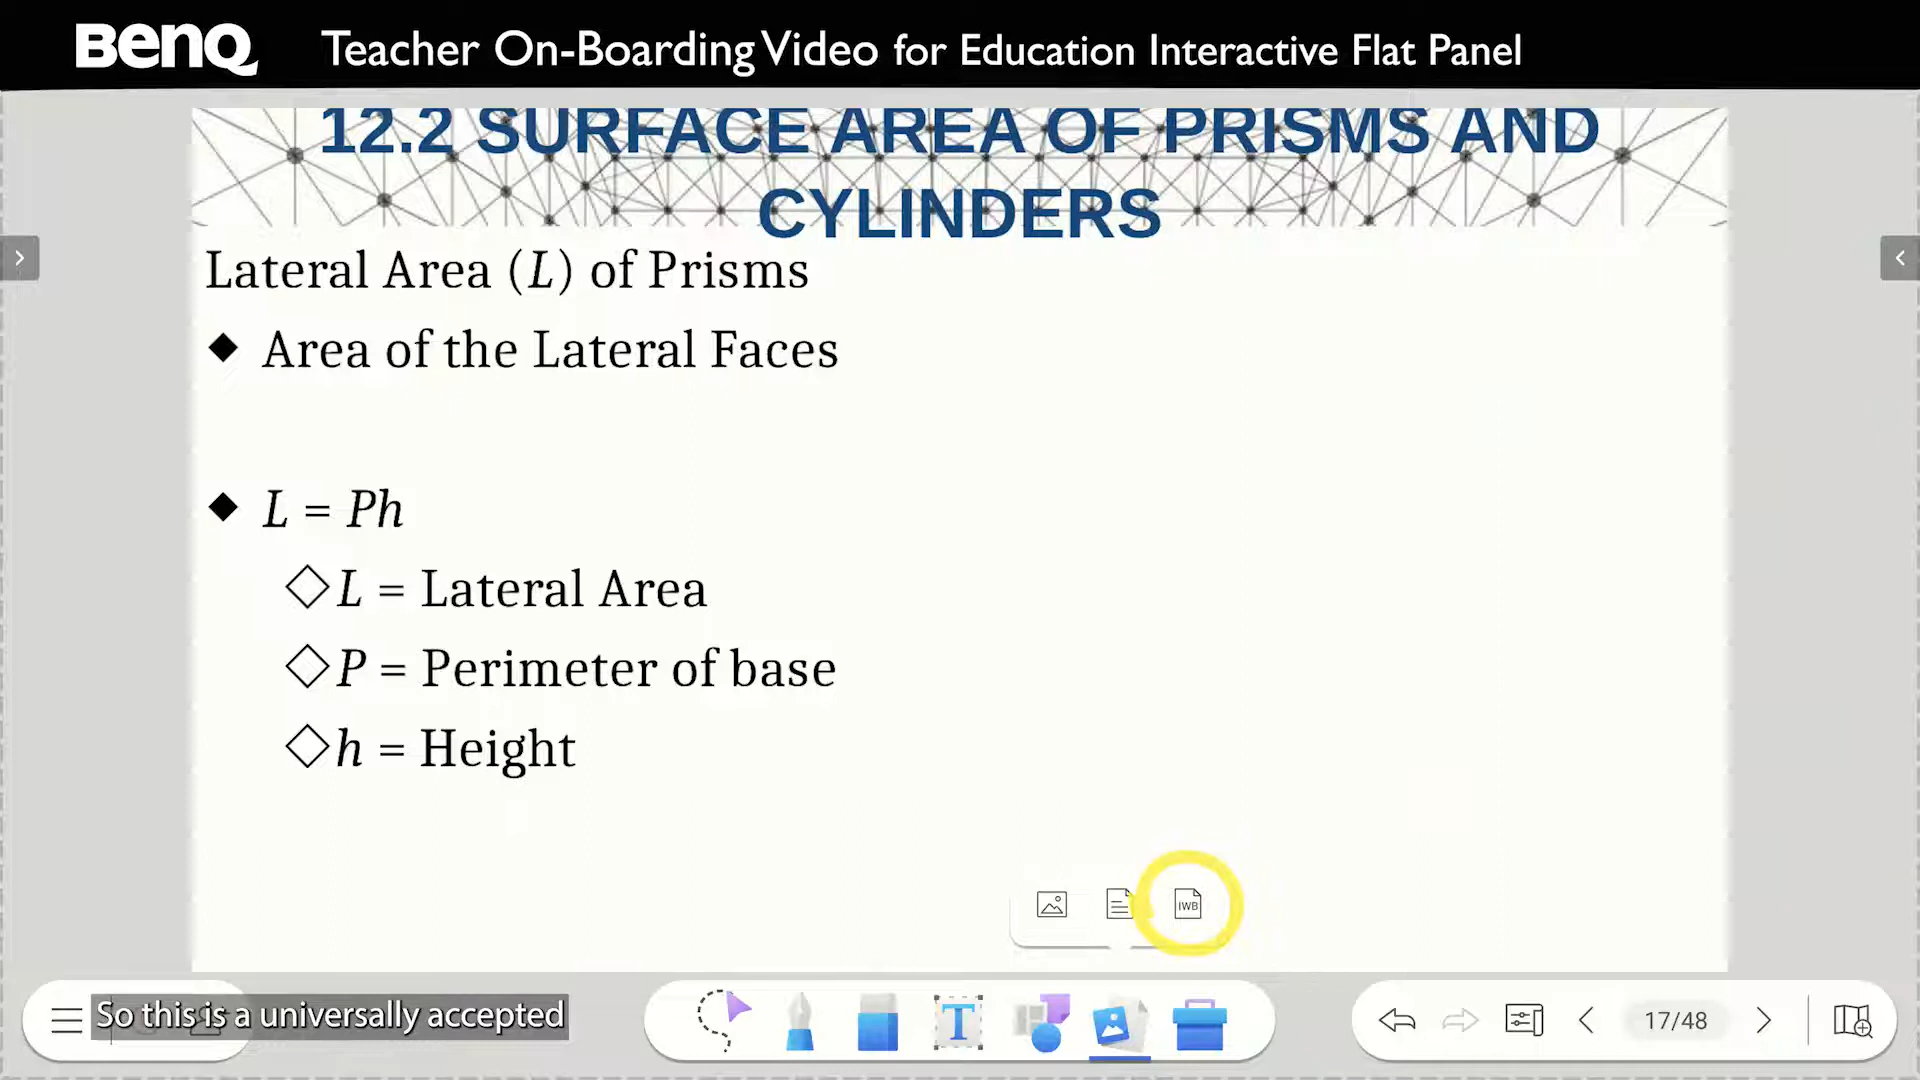 BenQ
Teacher On-Boarding Video for Education Interactive Flat Panel
12.2 SURFACE AREA OF PRISMS AND
CYLINDERS
Lateral Area (L) of Prisms
◆ Area of the Lateral Faces
◆ L = Ph
◇ L = Lateral Area
◇ P = Perimeter of base
◇ h = Height
IWB
So this is a universally accepted
T
17/48